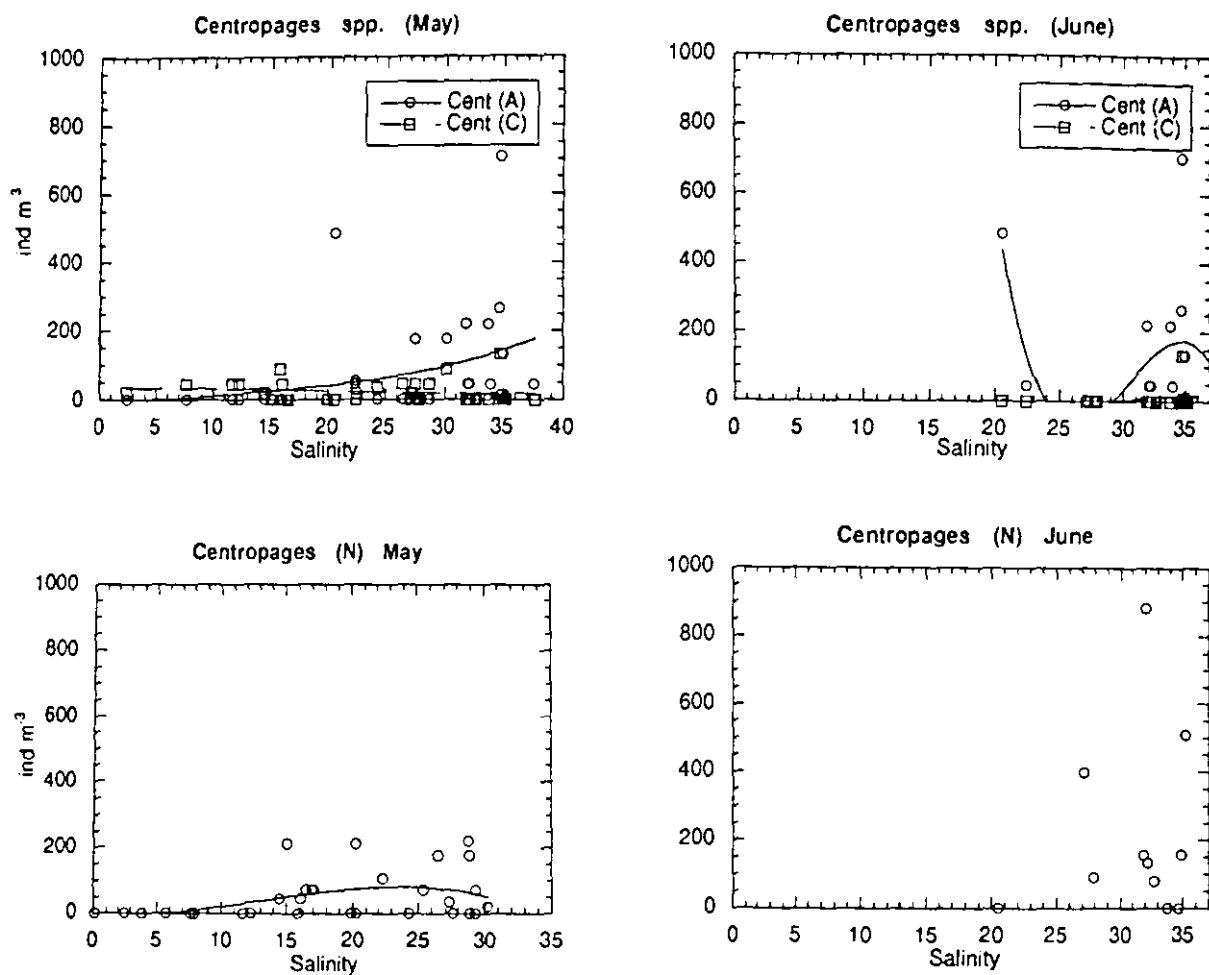 Centropages spp. (May)
1000
800
600
400
200
0
ind m⁻³
Cent (A)
Cent (C)
0 5 10 15 20 25 30 35 40
Salinity
Centropages spp. (June)
1000
800
600
400
200
0
Cent (A)
Cent (C)
0 5 10 15 20 25 30 35
Salinity
Centropages (N) May
1000
800
600
400
200
0
ind m⁻³
0 5 10 15 20 25 30 35
Salinity
Centropages (N) June
1000
800
600
400
200
0
0 5 10 15 20 25 30 35
Salinity